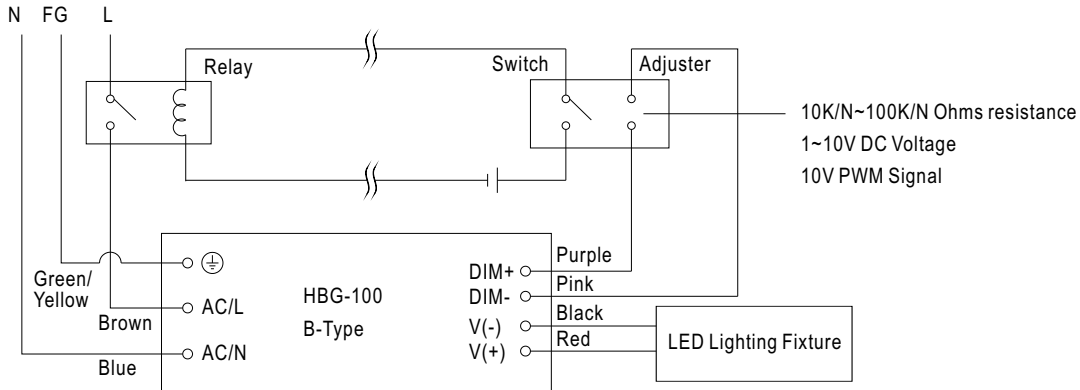 N FG L
Relay
Switch
Adjuster
10K/N~100K/N Ohms resistance
1~10V DC Voltage
10V PWM Signal
Green/
Yellow
Brown
Blue
AC/L
AC/N
HBG-100
B-Type
DIM+
DIM-
V(-)
V(+)
Purple
Pink
Black
Red
LED Lighting Fixture